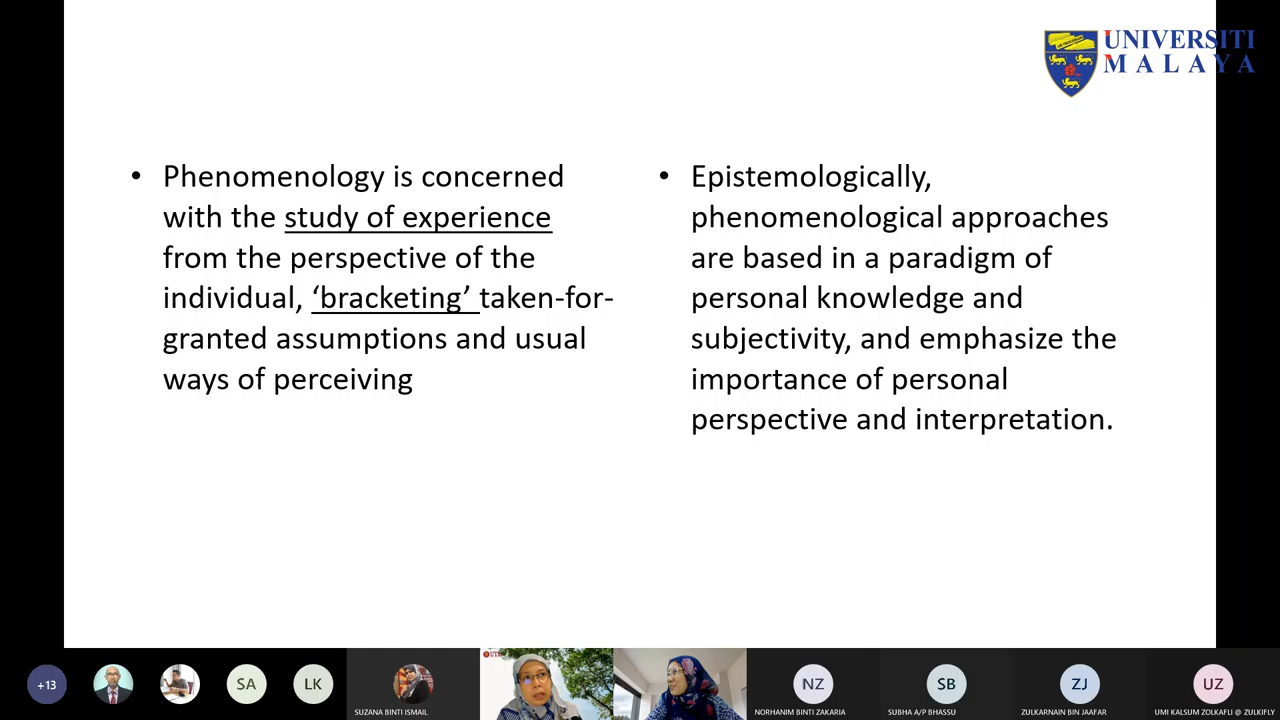 UNIVERSITI
MALAYA
• Phenomenology is concerned
with the study of experience
from the perspective of the
individual, ‘bracketing’ taken-for-
granted assumptions and usual
ways of perceiving
• Epistemologically,
phenomenological approaches
are based in a paradigm of
personal knowledge and
subjectivity, and emphasize the
importance of personal
perspective and interpretation.
+13
SA
LK
SUZANA BINTI ISMAIL
NZ
NORHANIM BINTI ZAKARIA
SB
SUBHA A/P BHASSU
ZJ
ZULKARNAIN BIN JAAFAR
UZ
UMI KALSUM ZOLKAFLI @ ZULKIFLY